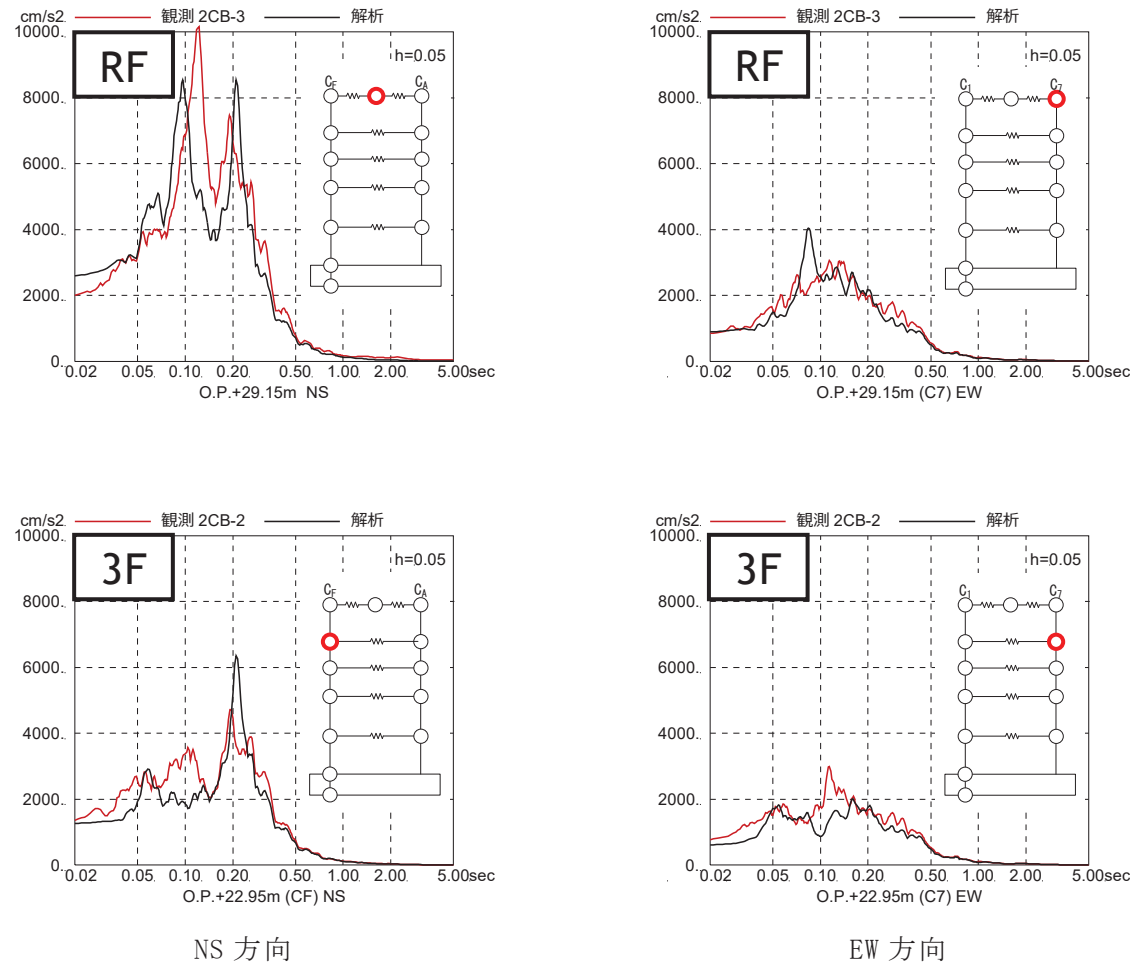 cm/s2 観測 2CB-3 解析
10000.
RF
h=0.05
CF CA
8000.
6000.
4000.
2000.
0.
0.02 0.05 0.10 0.20 0.50 1.00 2.00 5.00sec
O.P.+29.15m NS
cm/s2 観測 2CB-3 解析
10000.
RF
h=0.05
C1 C7
8000.
6000.
4000.
2000.
0.
0.02 0.05 0.10 0.20 0.50 1.00 2.00 5.00sec
O.P.+29.15m (C7) EW
cm/s2 観測 2CB-2 解析
10000.
3F
h=0.05
CF CA
8000.
6000.
4000.
2000.
0.
0.02 0.05 0.10 0.20 0.50 1.00 2.00 5.00sec
O.P.+22.95m (CF) NS
cm/s2 観測 2CB-2 解析
10000.
3F
h=0.05
C1 C7
8000.
6000.
4000.
2000.
0.
0.02 0.05 0.10 0.20 0.50 1.00 2.00 5.00sec
O.P.+22.95m (C7) EW
NS 方向
EW 方向